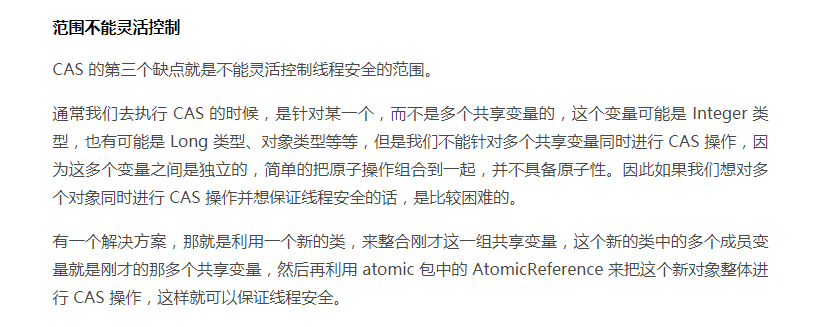 范围不能灵活控制
CAS 的第三个缺点就是不能灵活控制线程安全的范围。
通常我们去执行 CAS 的时候，是针对某一个，而不是多个共享变量的，这个变量可能是 Integer 类
型，也有可能是 Long 类型、对象类型等等，但是我们不能针对多个共享变量同时进行 CAS 操作，因
为这多个变量之间是独立的，简单的把原子操作组合到一起，并不具备原子性。因此如果我们想对多
个对象同时进行 CAS 操作并想保证线程安全的话，是比较困难的。
有一个解决方案，那就是利用一个新的类，来整合刚才这一组共享变量，这个新的类中的多个成员变
量就是刚才的那多个共享变量，然后再利用 atomic 包中的 AtomicReference 来把这个新对象整体进
行 CAS 操作，这样就可以保证线程安全。